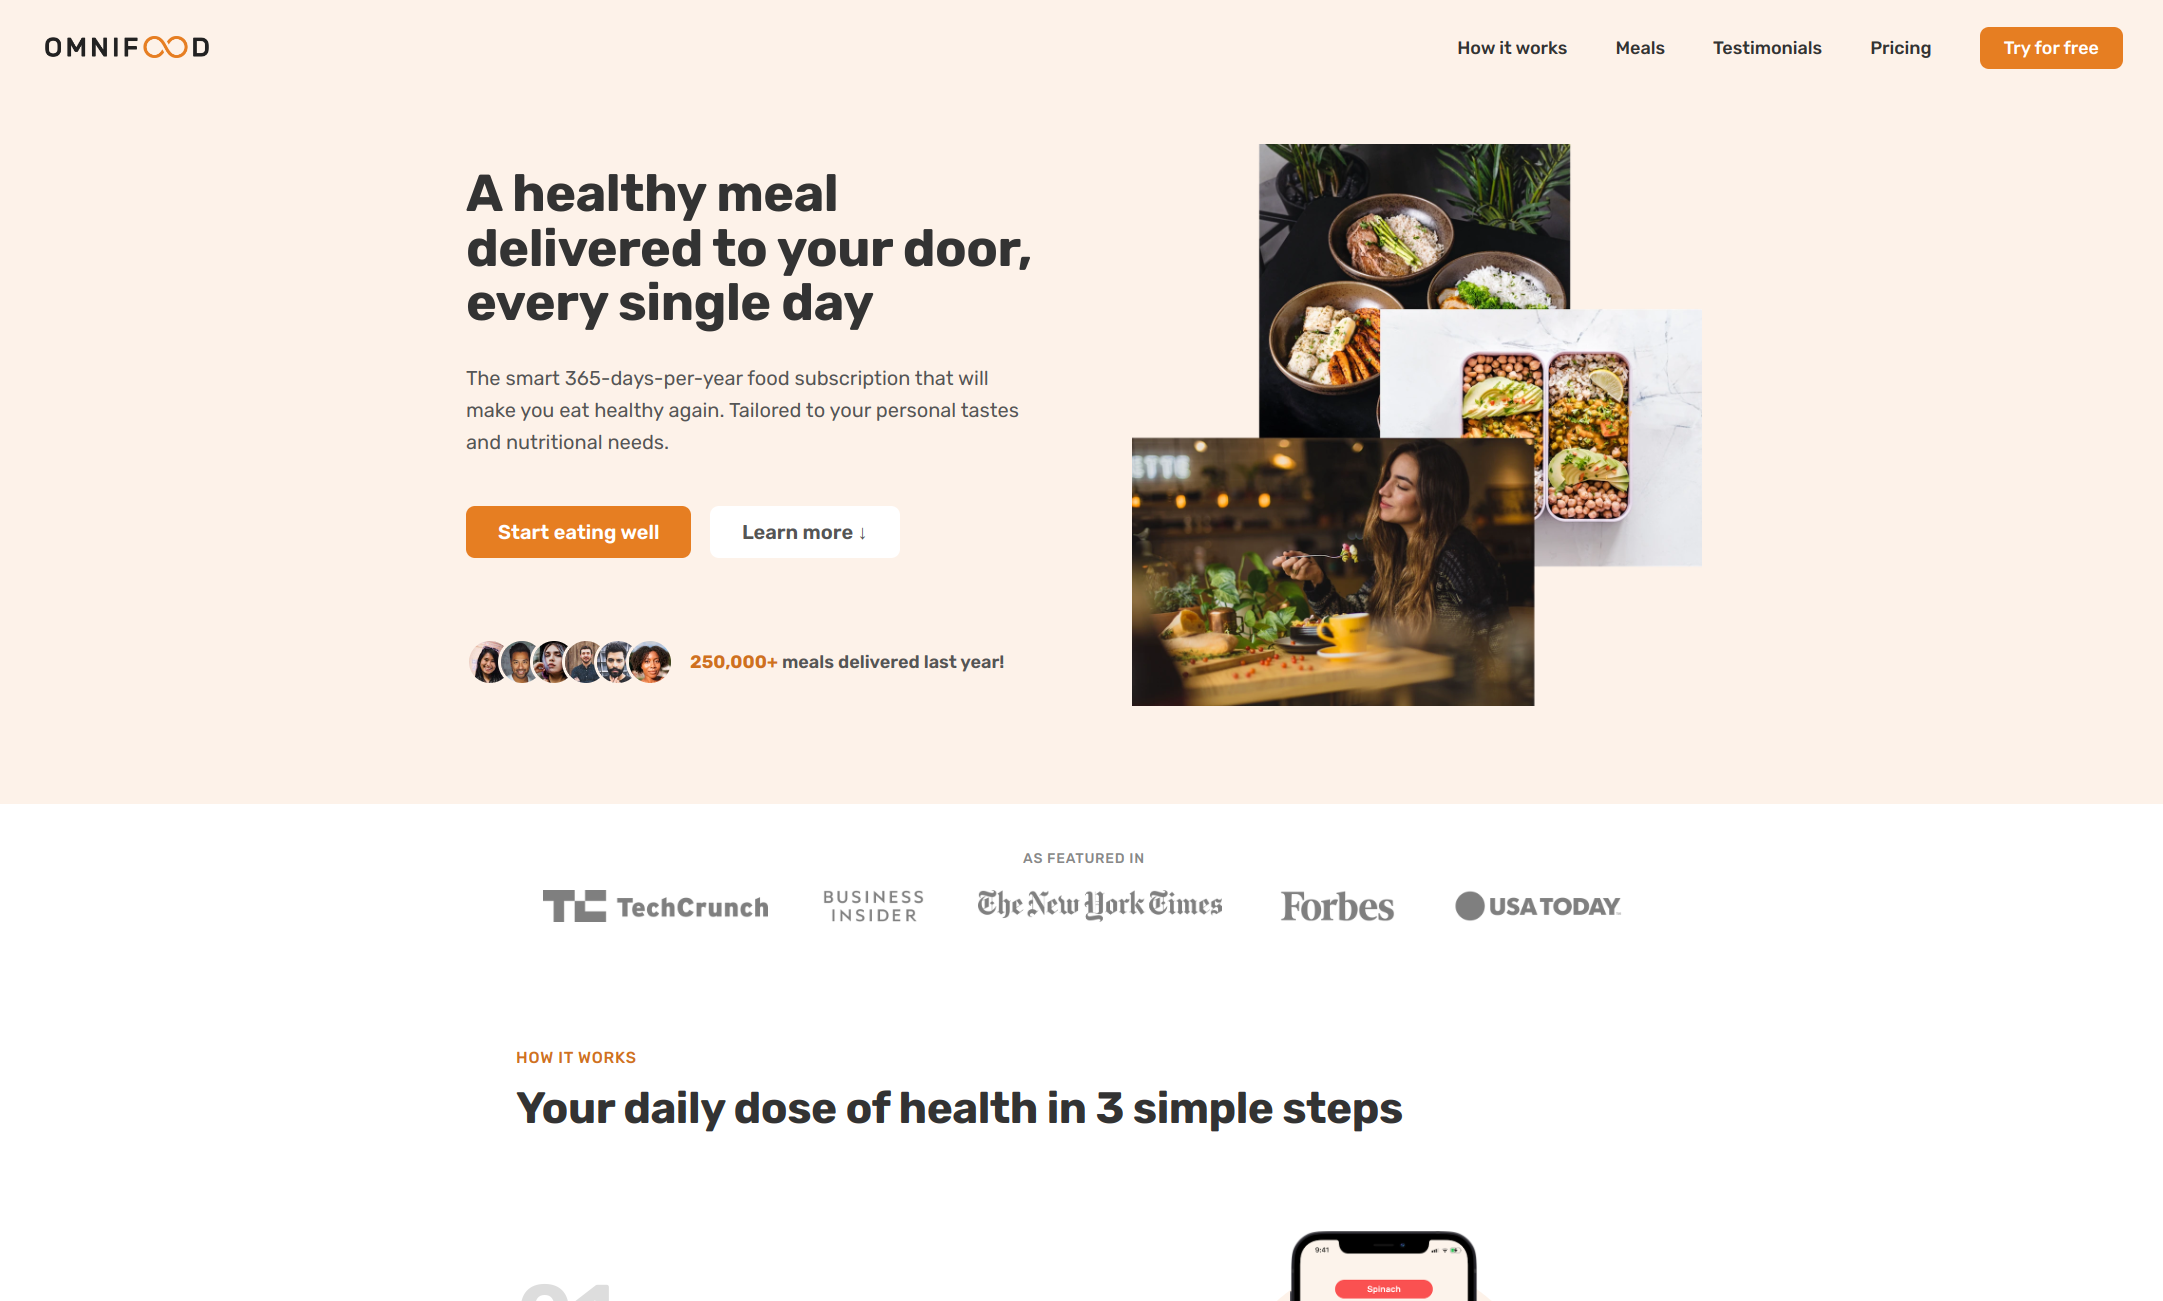 OMNIFOOD
How it works
Meals
Testimonials
Pricing
Try for free
A healthy meal
delivered to your door,
every single day
The smart 365-days-per-year food subscription that will
make you eat healthy again. Tailored to your personal tastes
and nutritional needs.
Start eating well
Learn more ↓
250,000+ meals delivered last year!
AS FEATURED IN
TechCrunch
BUSINESS
INSIDER
The New York Times
Forbes
USA TODAY
HOW IT WORKS
Your daily dose of health in 3 simple steps
01
9:41
Spinach